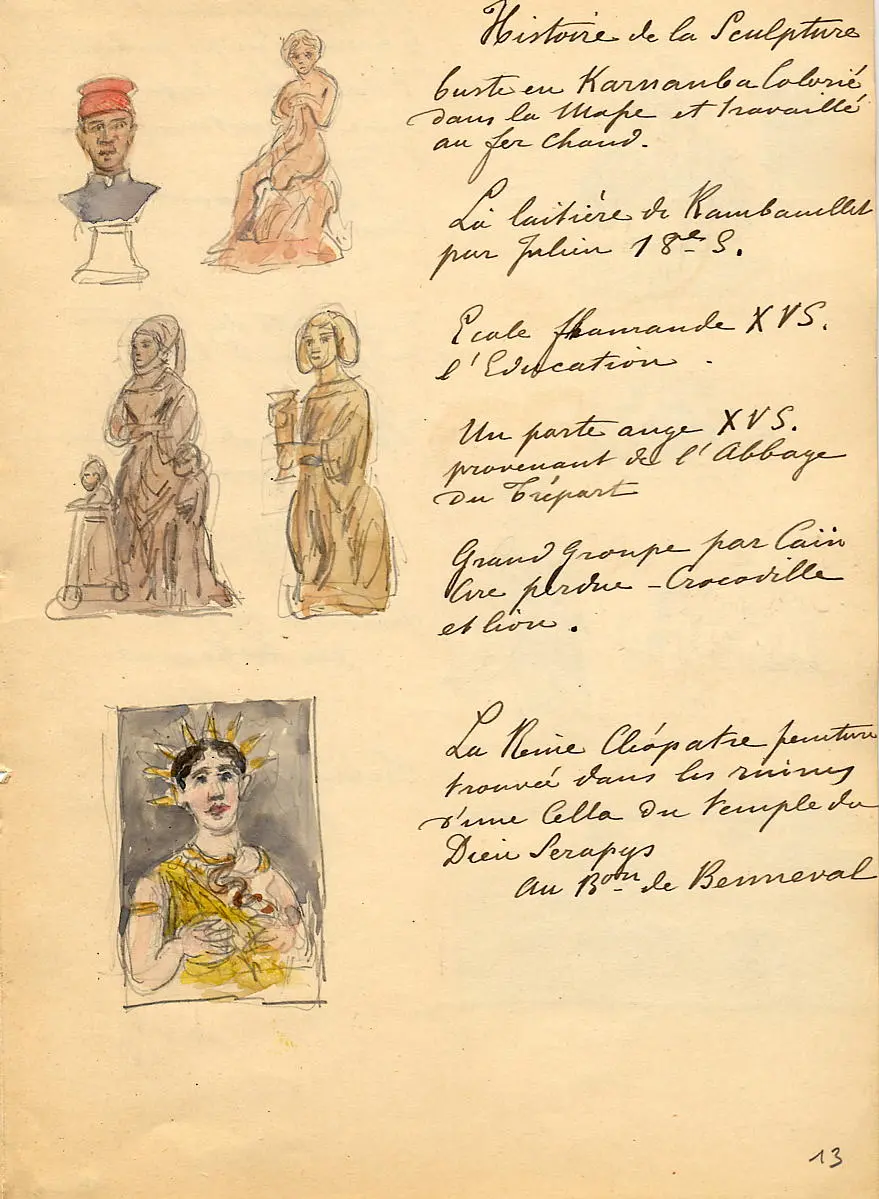 Histoire de la Sculpture
buste en Karnauba Colorié
dans la Masse et travaillé
au fer chaud.
La laitière de Rambouillet
par Julien 18e S.
Ecole flamande XVS.
l'Education.
Un porte ange XVS.
provenant de l'Abbaye
du Tréport
Grand Groupe par Cain
Cire perdue - Crocodille
et lion.
La Reine Cléopatre peinture
trouvée dans les ruines
d'une Cella du temple du
Dieu Serapys
au Bon de Benneval
13